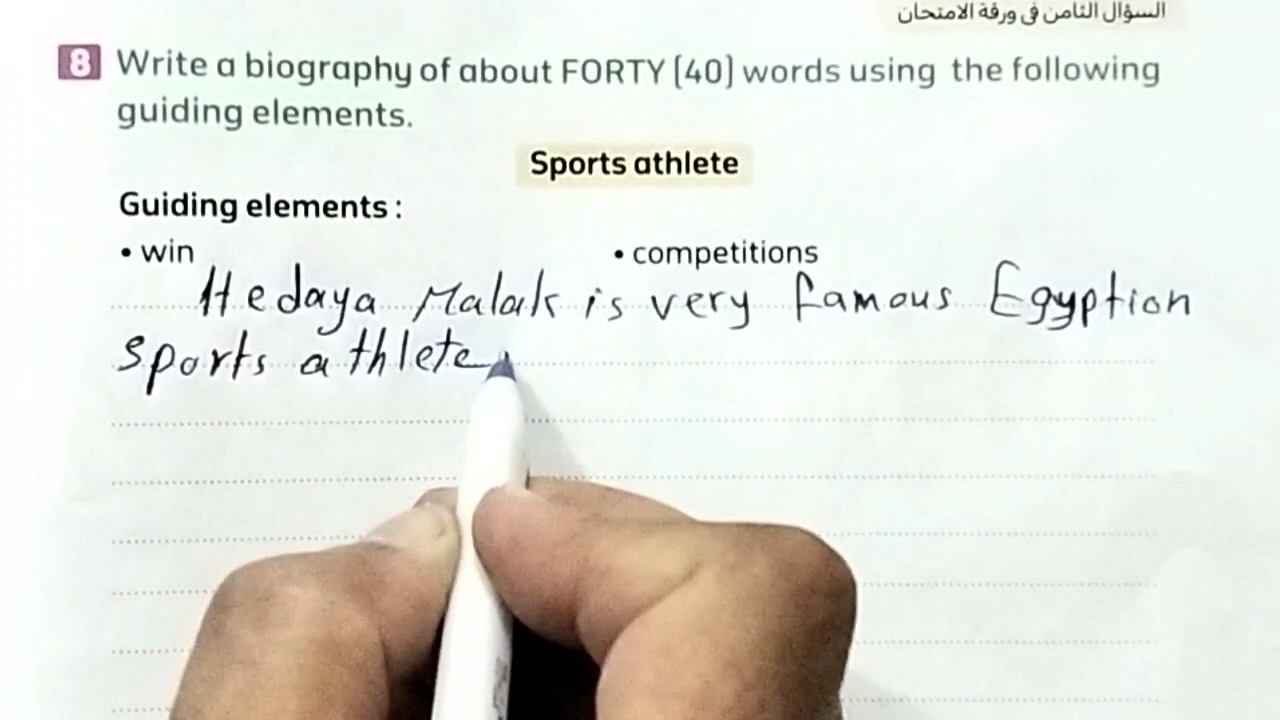 السؤال الثامن فى ورقة الامتحان
8 Write a biography of about FORTY (40) words using the following
guiding elements.
Sports athlete
Guiding elements :
• win • competitions
Hedaya Malak is very famous Egyption
sports athlete